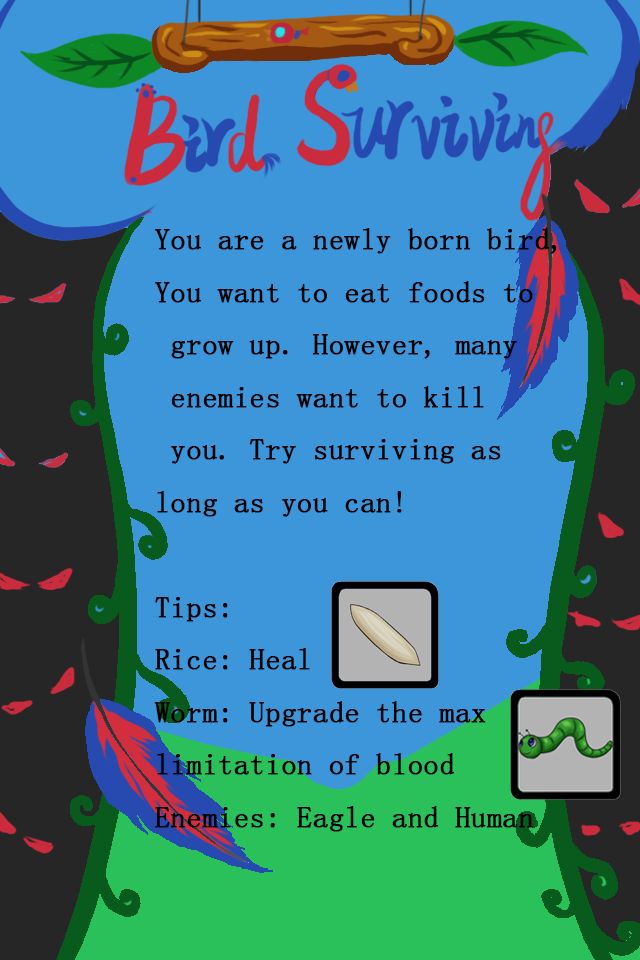 Bird Surviving
You are a newly born bird,
You want to eat foods to
grow up. However, many
enemies want to kill
you. Try surviving as
long as you can!
Tips:
Rice: Heal
Worm: Upgrade the max
limitation of blood
Enemies: Eagle and Human